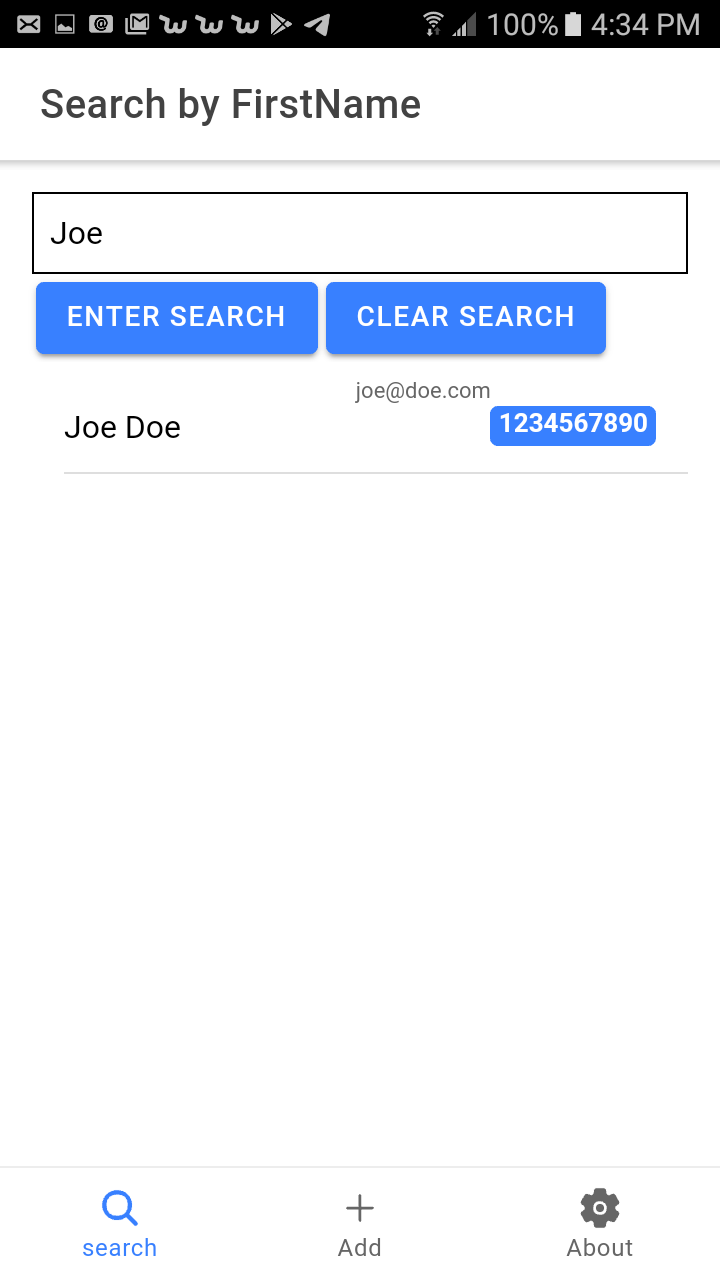 100% 4:34 PM
Search by FirstName
Joe
ENTER SEARCH CLEAR SEARCH
joe@doe.com
Joe Doe 1234567890
search Add About